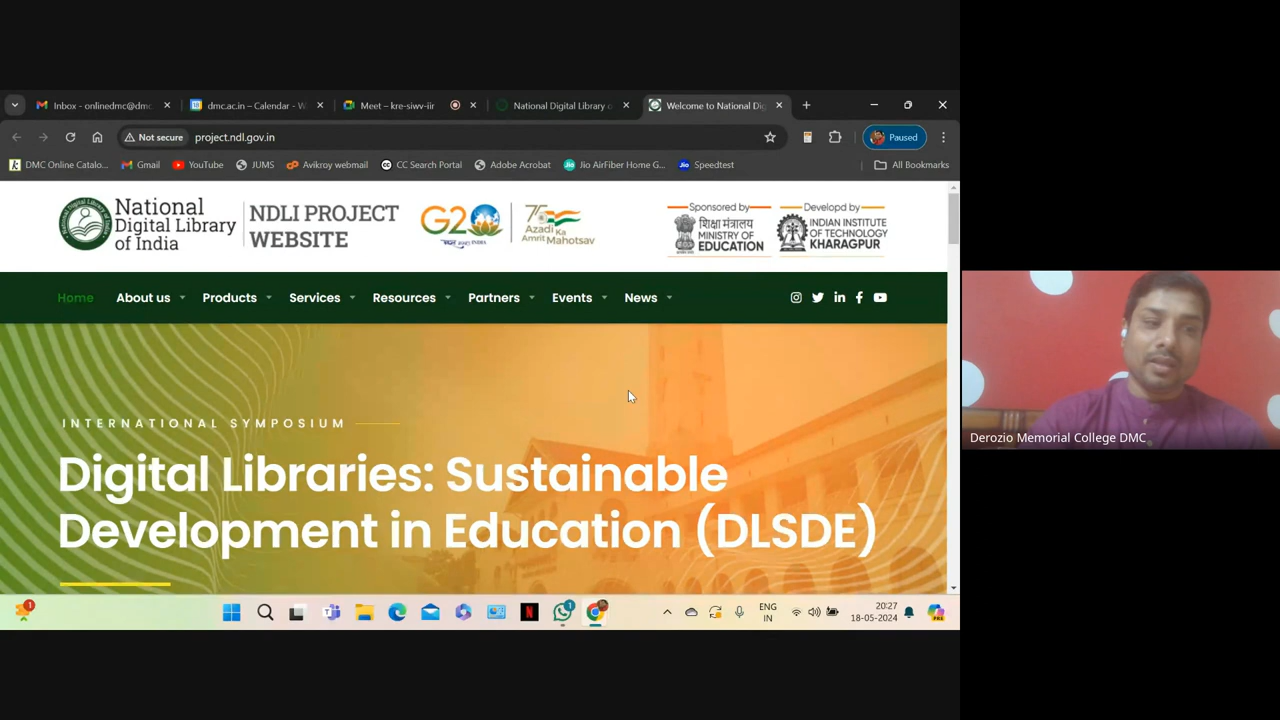 Inbox - onlinedmc@dmc
dmc.ac.in – Calendar - W
Meet – kre-siwv-iir
National Digital Library o
Welcome to National Dig
Not secure
project.ndl.gov.in
Paused
DMC Online Catalo...
Gmail
YouTube
JUMS
Avikroy webmail
CC Search Portal
Adobe Acrobat
Jio AirFiber Home G...
Speedtest
All Bookmarks
National
Digital Library
of India
NDLI PROJECT
WEBSITE
G20
75
Azadi Ka
Amrit Mahotsav
Sponsored by
शिक्षा मंत्रालय
MINISTRY OF
EDUCATION
Developd by
INDIAN INSTITUTE
OF TECHNOLOGY
KHARAGPUR
Home
About us
Products
Services
Resources
Partners
Events
News
INTERNATIONAL SYMPOSIUM
Digital Libraries: Sustainable
Development in Education (DLSDE)
Derozio Memorial College DMC
1
ENG
IN
20:27
18-05-2024